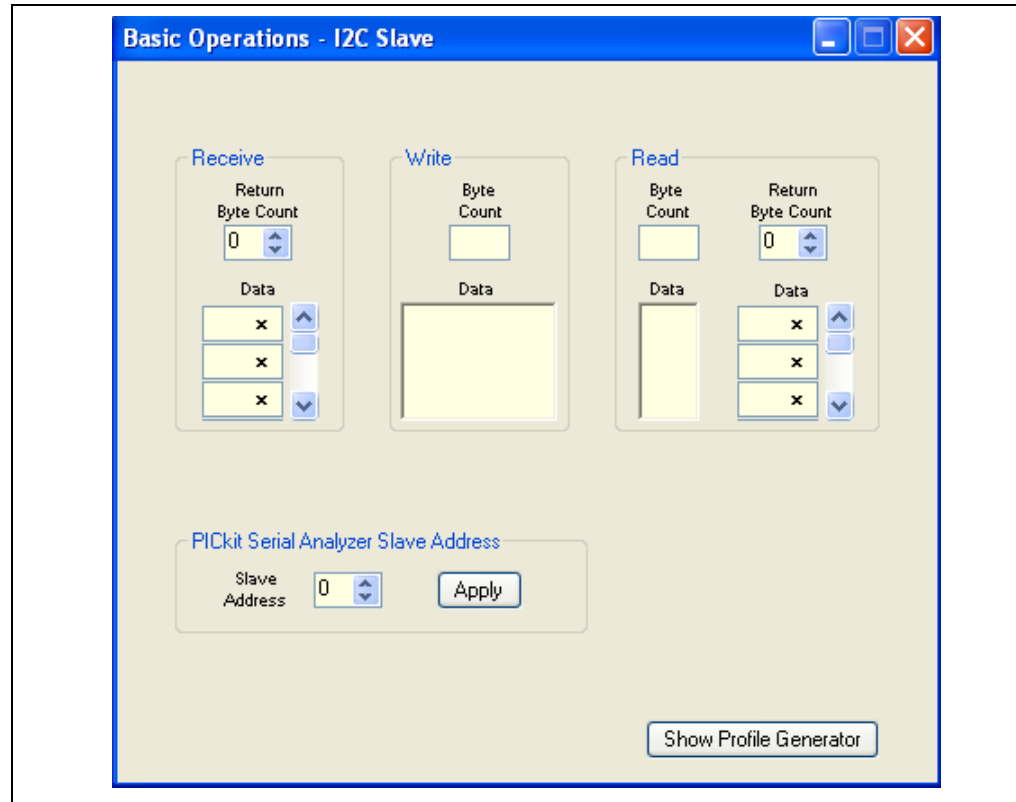 Basic Operations - I2C Slave
Receive
Write
Read
Return
Byte Count
Byte
Count
Byte
Count
Return
Byte Count
0
0
Data
Data
Data
Data
x
x
x
x
x
x
PICkit Serial Analyzer Slave Address
Slave
Address
0
Apply
Show Profile Generator